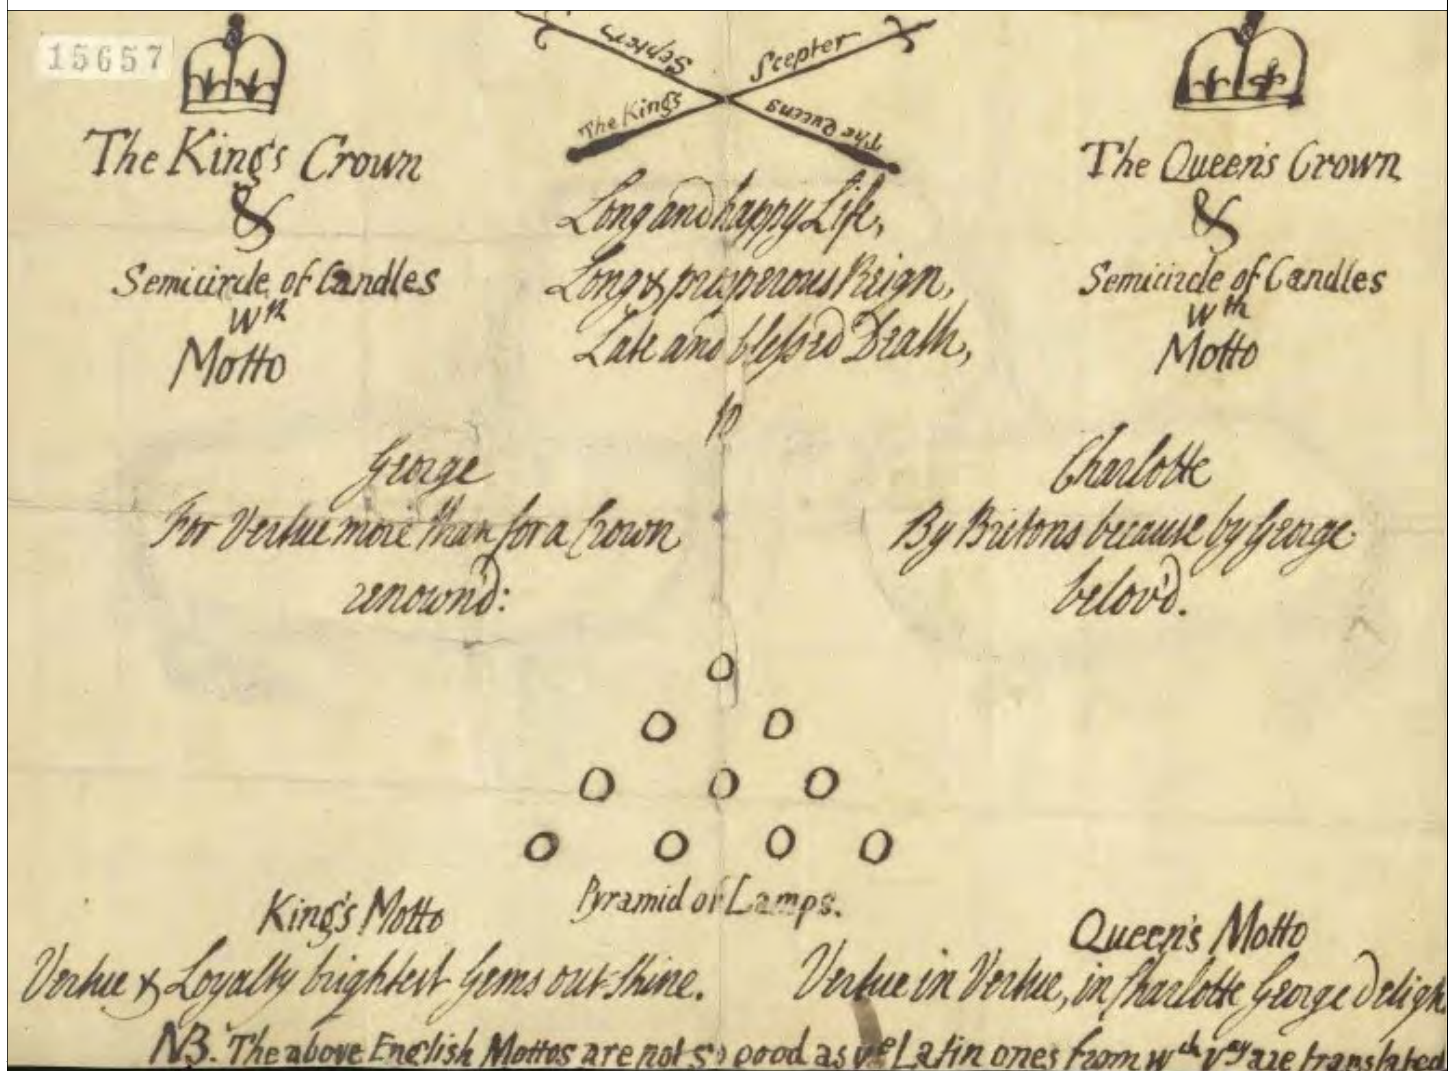 15657
The Kings Scepter
The Queens Scepter
The King's Crown
&
Semicircle of Candles
Wth
Motto
Long and happy Life,
Long & prosperous Reign,
Late and blessed Death,
to
The Queen's Crown
&
Semicircle of Candles
Wth
Motto
George
For Vertue more than for a Crown
renown'd:
Charlotte
By Britons because by George
belov'd.
Pyramid of Lamps.
King's Motto
Vertue & Loyalty brightest Gems out-shine.
Queen's Motto
Vertue in Vertue, in Charlotte George Deligh
NB. The above English Mottos are not so good as ye Latin ones from wch yey are translated